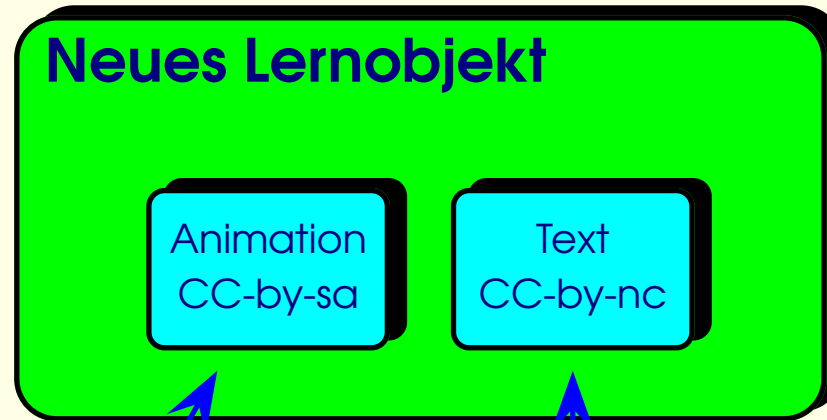 Neues Lernobjekt
Animation
CC-by-sa
Text
CC-by-nc